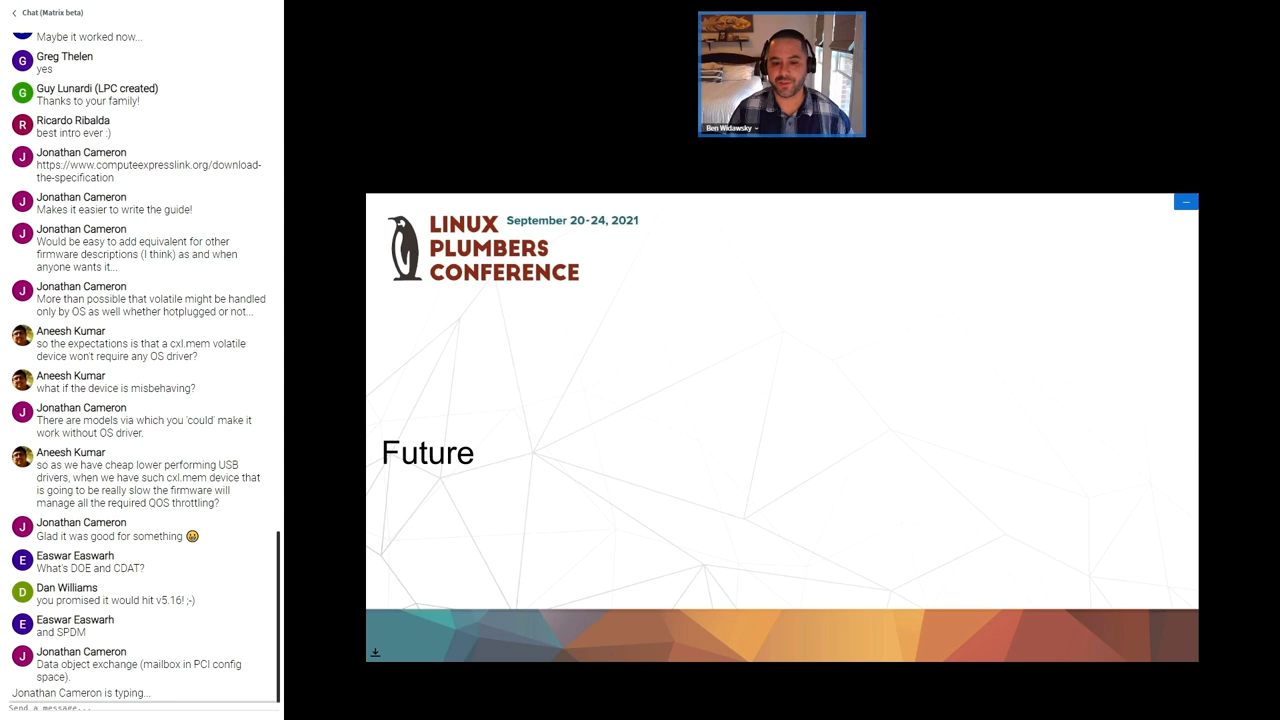 Chat (Matrix beta)
Maybe it worked now...
G
Greg Thelen
yes
G
Guy Lunardi (LPC created)
Thanks to your family!
R
Ricardo Ribalda
best intro ever :)
J
Jonathan Cameron
https://www.computeexpresslink.org/download-
the-specification
J
Jonathan Cameron
Makes it easier to write the guide!
J
Jonathan Cameron
Would be easy to add equivalent for other
firmware descriptions (I think) as and when
anyone wants it...
J
Jonathan Cameron
More than possible that volatile might be handled
only by OS as well whether hotplugged or not...
Aneesh Kumar
so the expectations is that a cxl.mem volatile
device won't require any OS driver?
Aneesh Kumar
what if the device is misbehaving?
J
Jonathan Cameron
There are models via which you 'could' make it
work without OS driver.
Aneesh Kumar
so as we have cheap lower performing USB
drivers, when we have such cxl.mem device that
is going to be really slow the firmware will
manage all the required QOS throttling?
J
Jonathan Cameron
Glad it was good for something 😀
E
Easwar Easwarh
What's DOE and CDAT?
D
Dan Williams
you promised it would hit v5.16! ;-)
E
Easwar Easwarh
and SPDM
J
Jonathan Cameron
Data object exchange (mailbox in PCI config
space).
Jonathan Cameron is typing...
Send a message...
Ben Widawsky
LINUX
September 20-24, 2021
PLUMBERS
CONFERENCE
Future